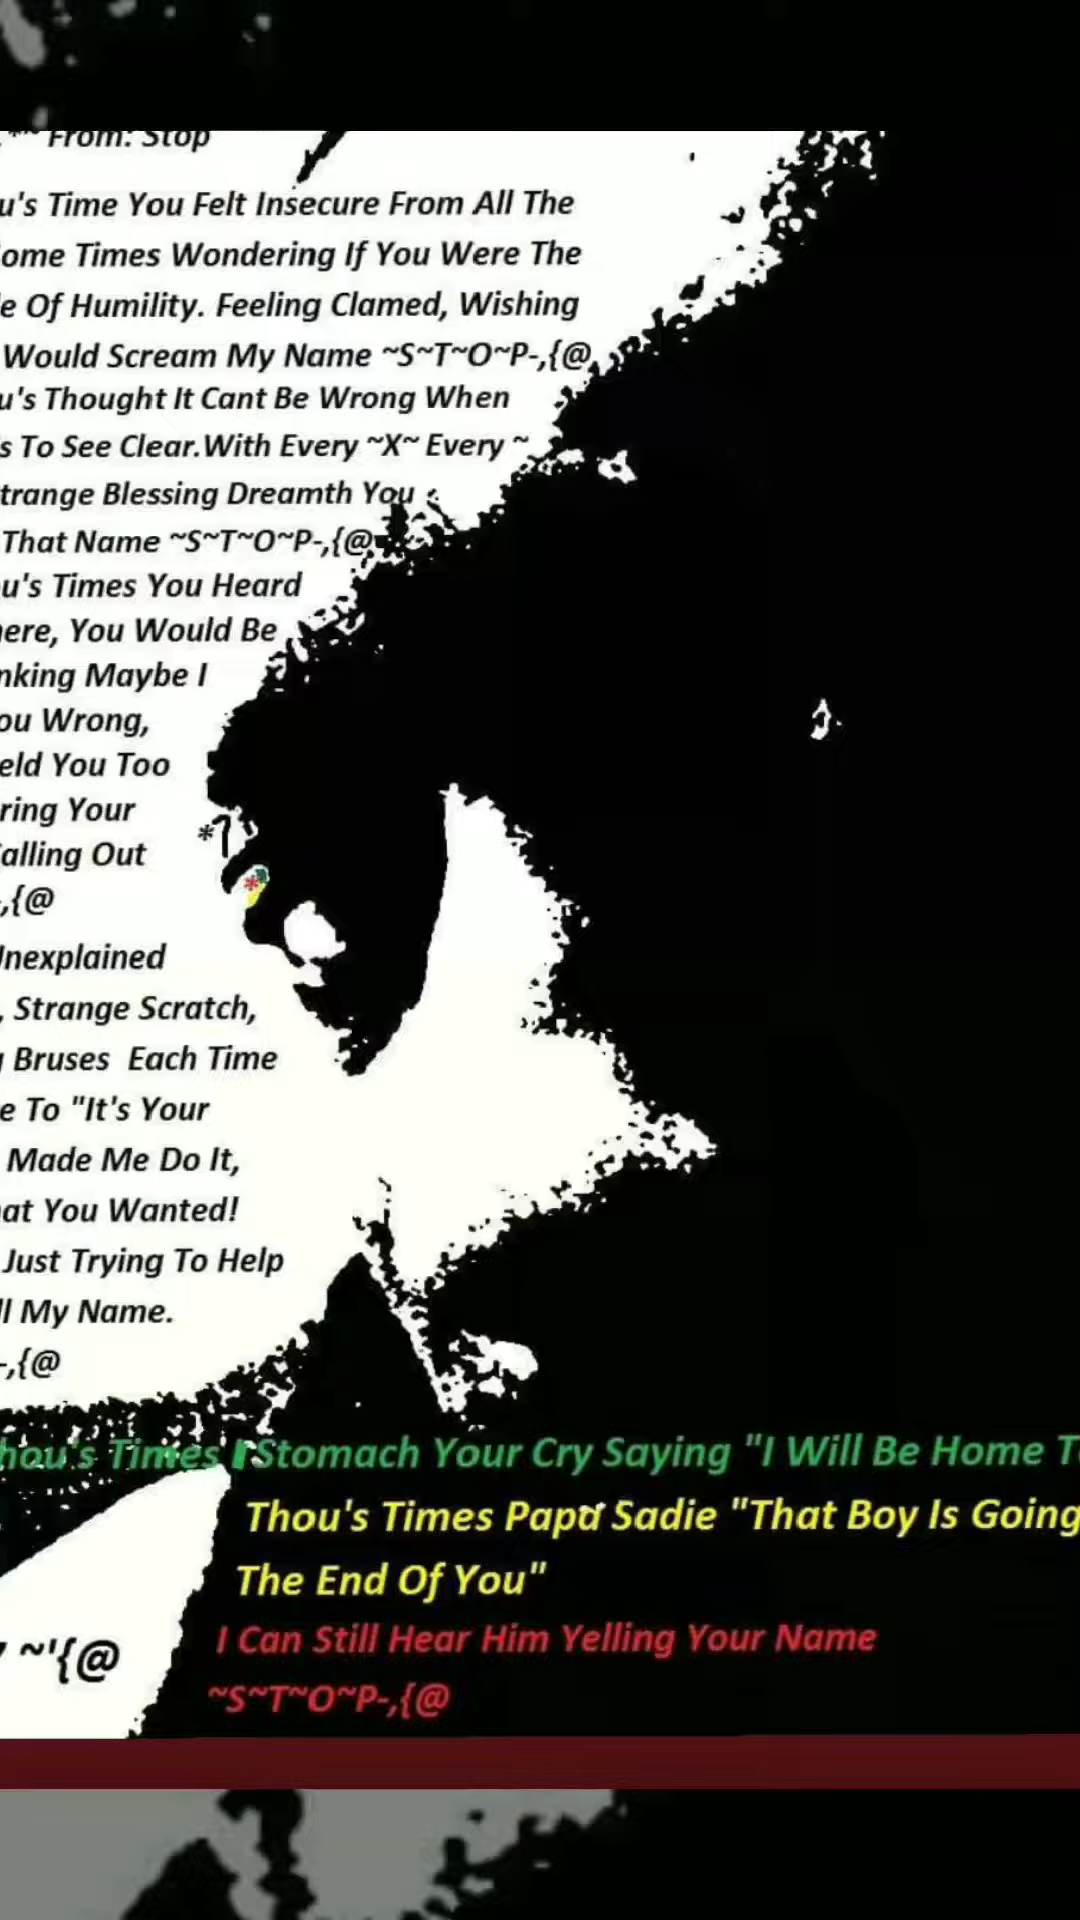 From: Stop
u's Time You Felt Insecure From All The
ome Times Wondering If You Were The
e Of Humility. Feeling Clamed, Wishing
Would Scream My Name ~S~T~O~P-,{@
u's Thought It Cant Be Wrong When
s To See Clear.With Every ~X~ Every ~
trange Blessing Dreamth You
That Name ~S~T~O~P-,{@
ou's Times You Heard
here, You Would Be
nking Maybe I
ou Wrong,
eld You Too
ring Your
alling Out
-,{@
Unexplained
, Strange Scratch,
g Bruses Each Time
e To "It's Your
Made Me Do It,
hat You Wanted!
Just Trying To Help
ll My Name.
-,{@
hou's Times I Stomach Your Cry Saying "I Will Be Home T
Thou's Times Papa Sadie "That Boy Is Going
The End Of You"
I Can Still Hear Him Yelling Your Name
~S~T~O~P-,{@
~'{@